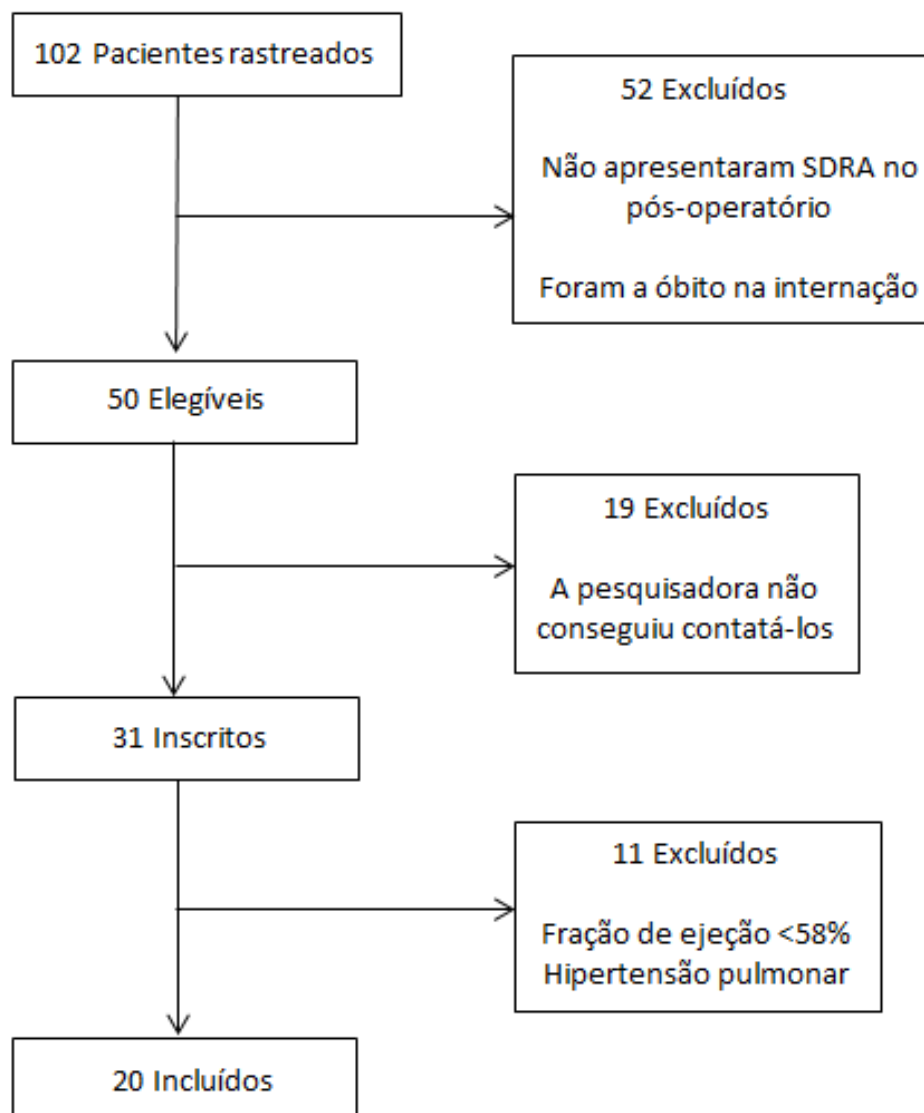 102 Pacientes rastreados
52 Excluídos
Não apresentaram SDRA no
pós-operatório
Foram a óbito na internação
50 Elegíveis
19 Excluídos
A pesquisadora não
conseguiu contatá-los
31 Inscritos
11 Excluídos
Fração de ejeção <58%
Hipertensão pulmonar
20 Incluídos